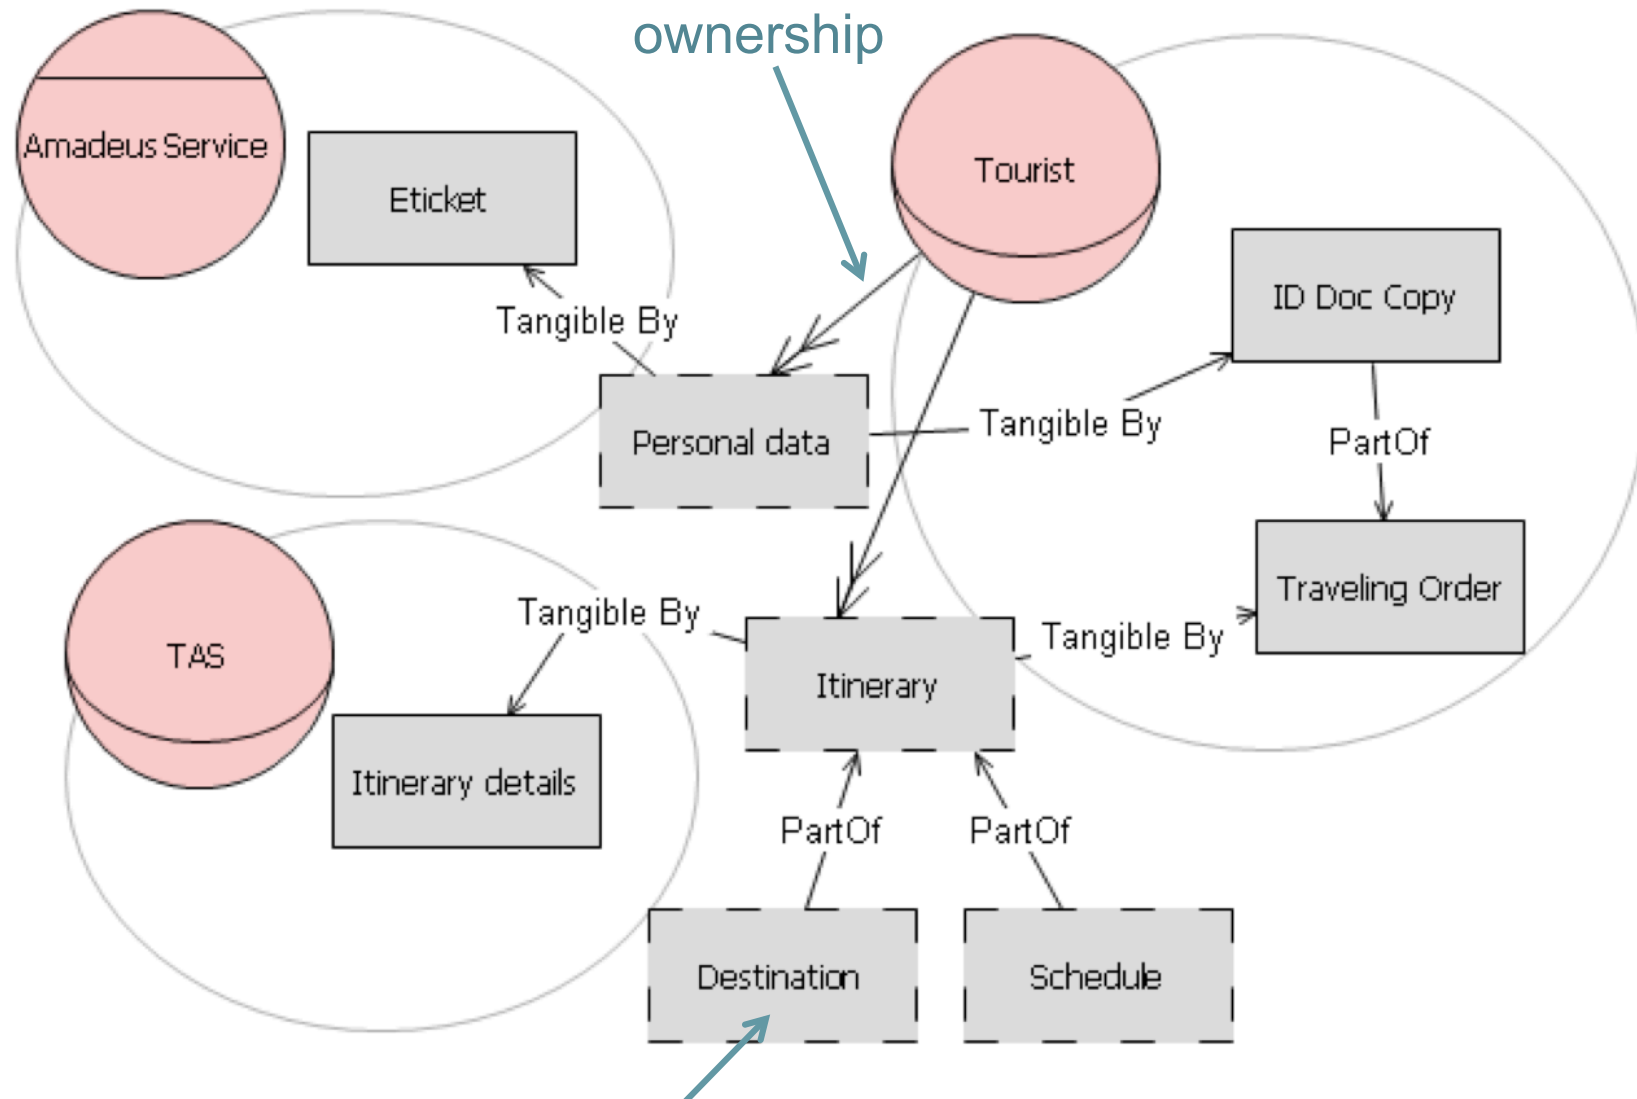 ownership
Amadeus Service
Eticket
Tourist
ID Doc Copy
Tangible By
Personal data
Tangible By
PartOf
Traveling Order
Tangible By
TAS
Tangible By
Itinerary
Itinerary details
PartOf
PartOf
Destination
Schedule